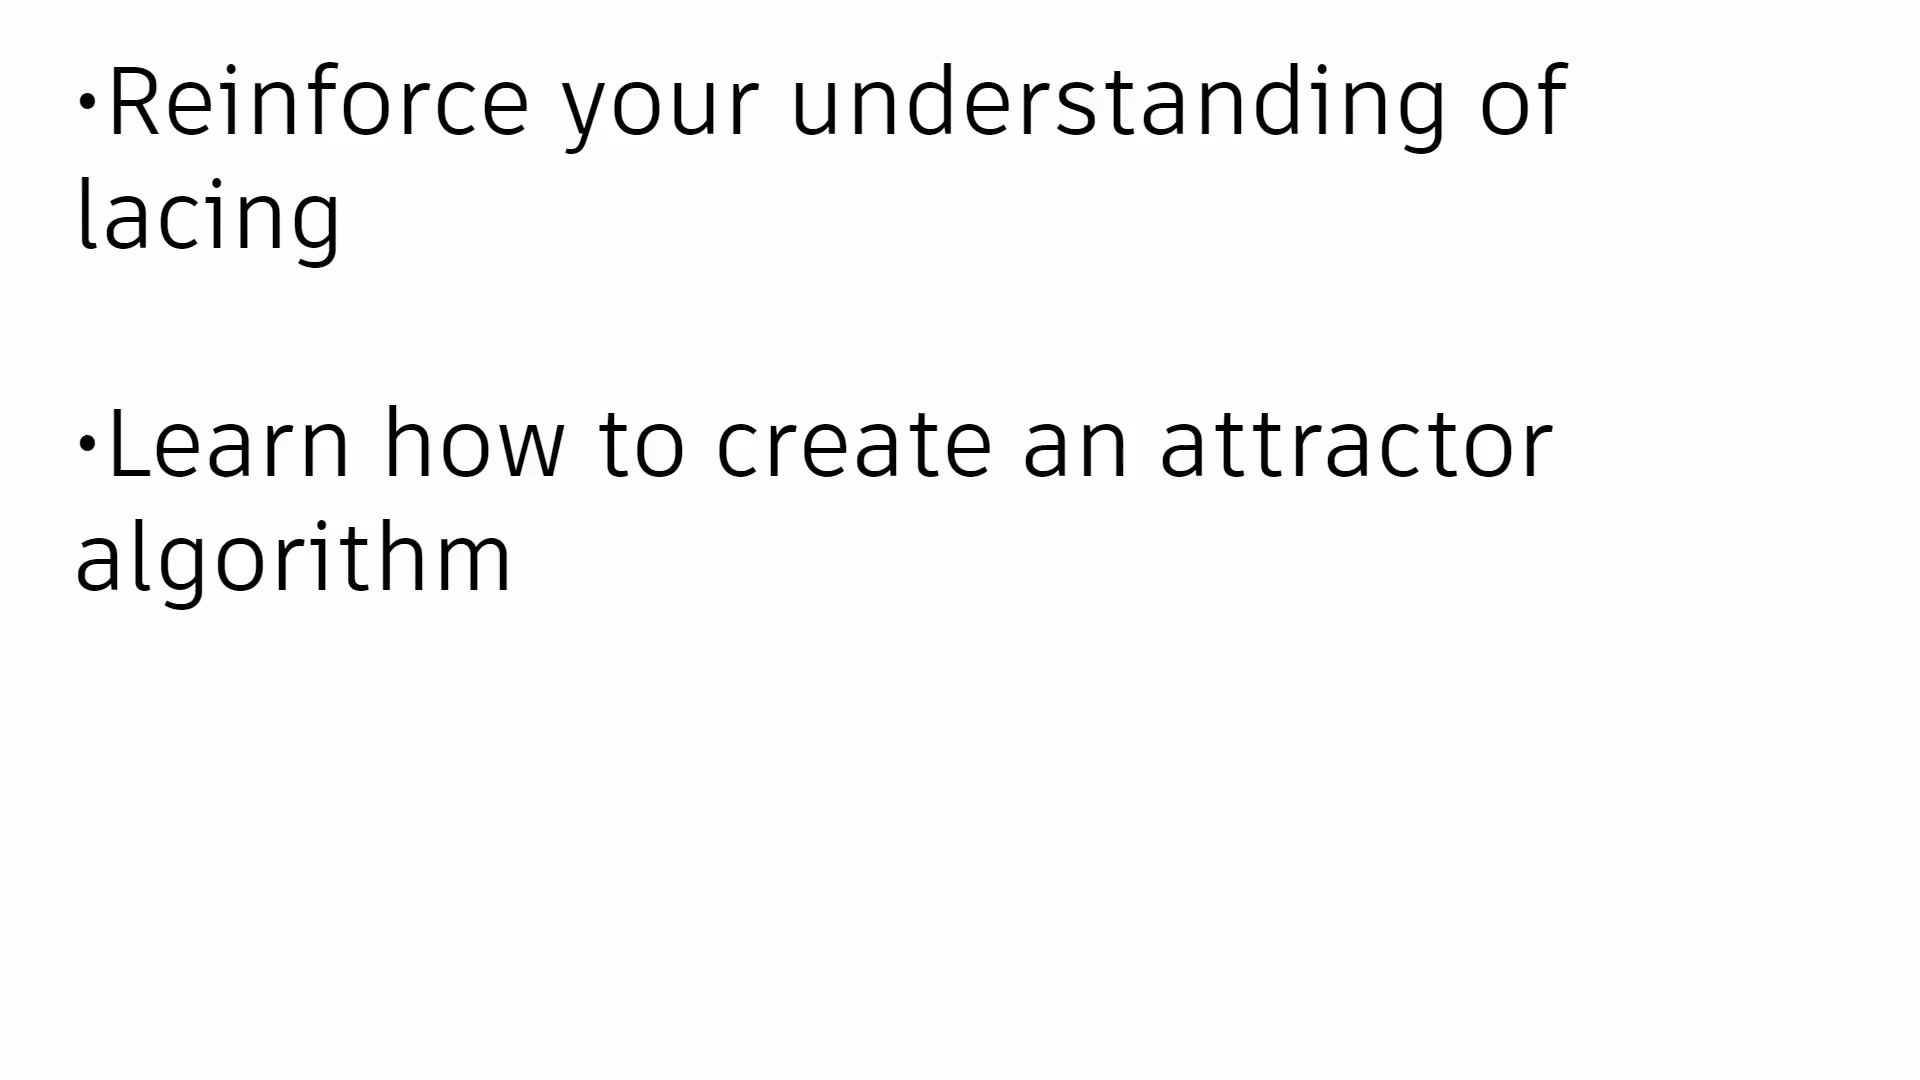 •Reinforce your understanding of
lacing
•Learn how to create an attractor
algorithm